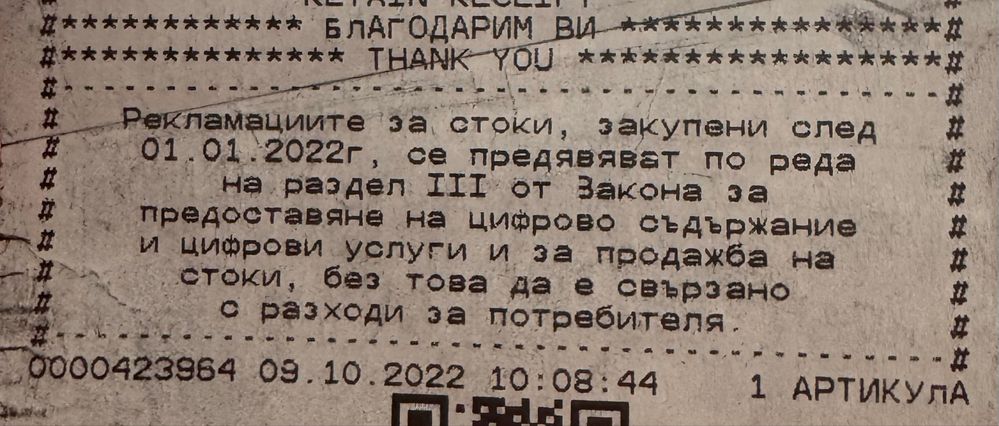 RETAIN RECEIPT
#************ БЛАГОДАРИМ ВИ ****************#
#************** THANK YOU *****************#
#--------------------------------------------#
# Рекламациите за стоки, закупени след #
# 01.01.2022г, се предявяват по реда #
# на раздел III от Закона за #
# предоставяне на цифрово съдържание #
# и цифрови услуги и за продажба на #
# стоки, без това да е свързано #
# с разходи за потребителя. #
#--------------------------------------------#
0000423964 09.10.2022 10:08:44 1 АРТИКУлА